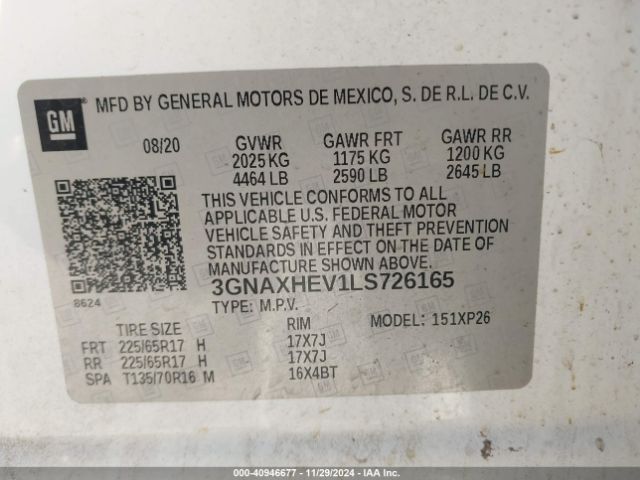 GM
MFD BY GENERAL MOTORS DE MEXICO, S. DE R.L. DE C.V.
08/20 GVWR GAWR FRT GAWR RR
2025 KG 1175 KG 1200 KG
4464 LB 2590 LB 2645 LB
THIS VEHICLE CONFORMS TO ALL
APPLICABLE U.S. FEDERAL MOTOR
VEHICLE SAFETY AND THEFT PREVENTION
STANDARDS IN EFFECT ON THE DATE OF
MANUFACTURE SHOWN ABOVE.
8624 3GNAXHEV1LS726165
TYPE: M.P.V.
TIRE SIZE RIM MODEL: 151XP26
FRT 225/65R17 H 17X7J
RR 225/65R17 H 17X7J
SPA T135/70R16 M 16X4BT
000-40946677 - 11/29/2024 - IAA Inc.